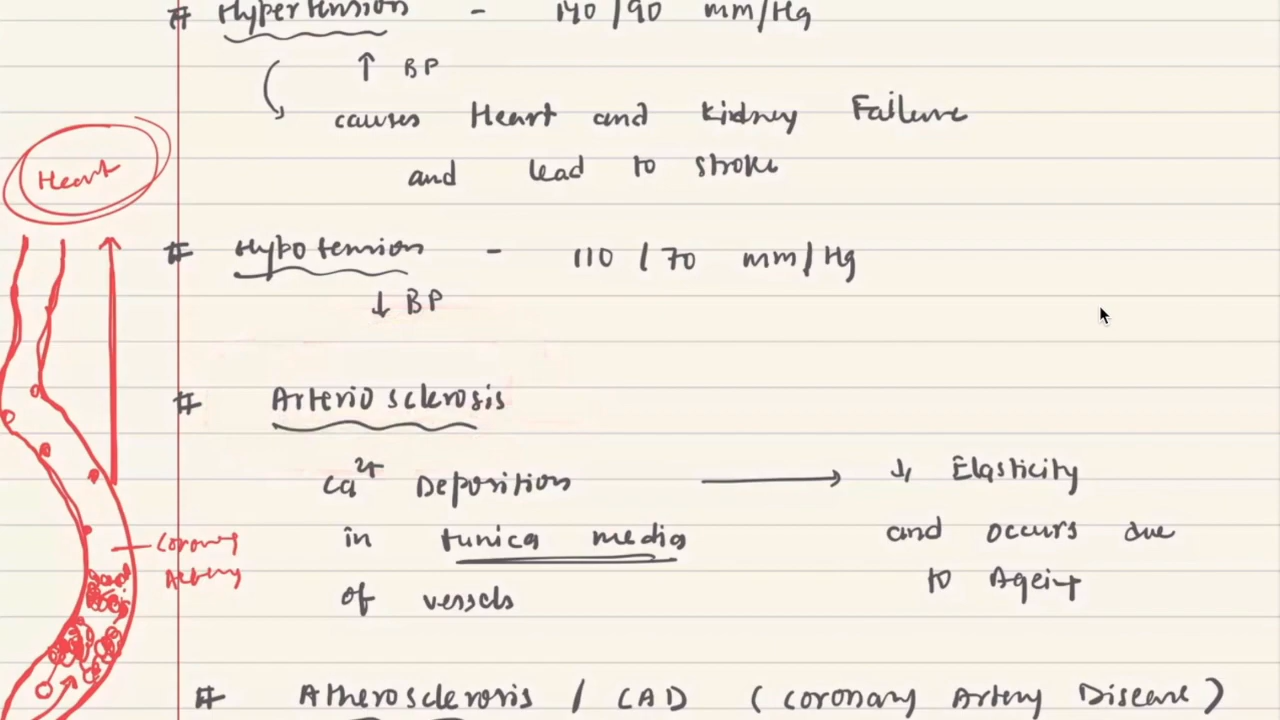 # Hypertension - 140/90 mm/Hg
↑ BP
causes Heart and Kidney Failure
and lead to stroke
Heart
# Hypotension - 110/70 mm/Hg
↓ BP
# Arteriosclerosis
Ca2+ Deposition → ↓ Elasticity
in tunica media and occurs due
of vessels to Ageing
Coronary
Artery
# Atherosclerosis / CAD (Coronary Artery Disease)